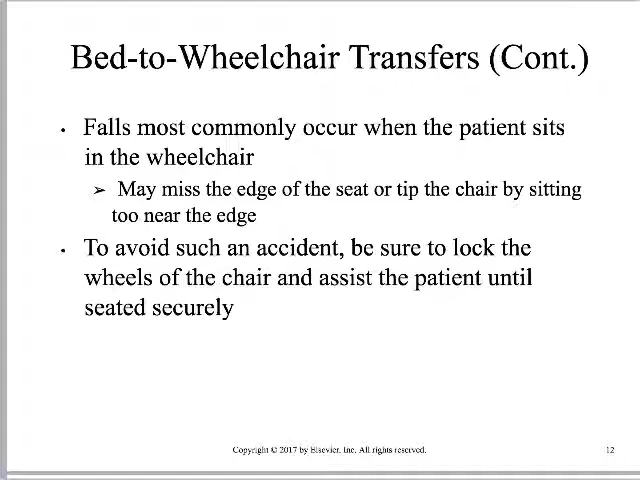 Bed-to-Wheelchair Transfers (Cont.)
• Falls most commonly occur when the patient sits
in the wheelchair
➢ May miss the edge of the seat or tip the chair by sitting
too near the edge
• To avoid such an accident, be sure to lock the
wheels of the chair and assist the patient until
seated securely
Copyright © 2017 by Elsevier, Inc. All rights reserved.
12